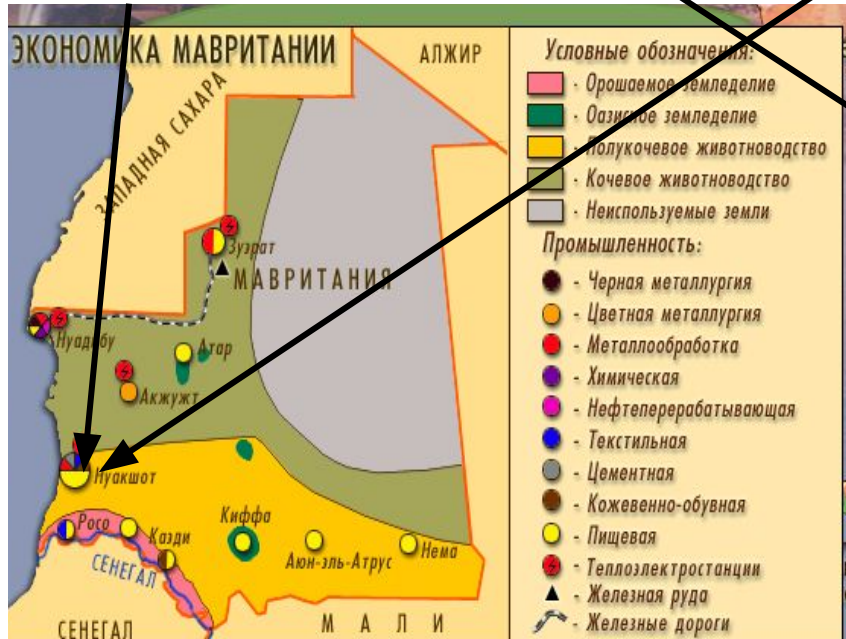 ЭКОНОМИКА МАВРИТАНИИ
АЛЖИР
ЗАПАДНАЯ САХАРА
Зуэрат
МАВРИТАНИЯ
Нуадибу
Атар
Акжужт
Нуакшот
Росо
Каэди
Киффа
Аюн-эль-Атрус
Нема
СЕНЕГАЛ
СЕНЕГАЛ
МАЛИ
Условные обозначения:
- Орошаемое земледелие
- Оазисное земледелие
- Полукочевое животноводство
- Кочевое животноводство
- Неиспользуемые земли
Промышленность:
- Черная металлургия
- Цветная металлургия
- Металлообработка
- Химическая
- Нефтеперерабатывающая
- Текстильная
- Цементная
- Кожевенно-обувная
- Пищевая
- Теплоэлектростанции
- Железная руда
- Железные дороги